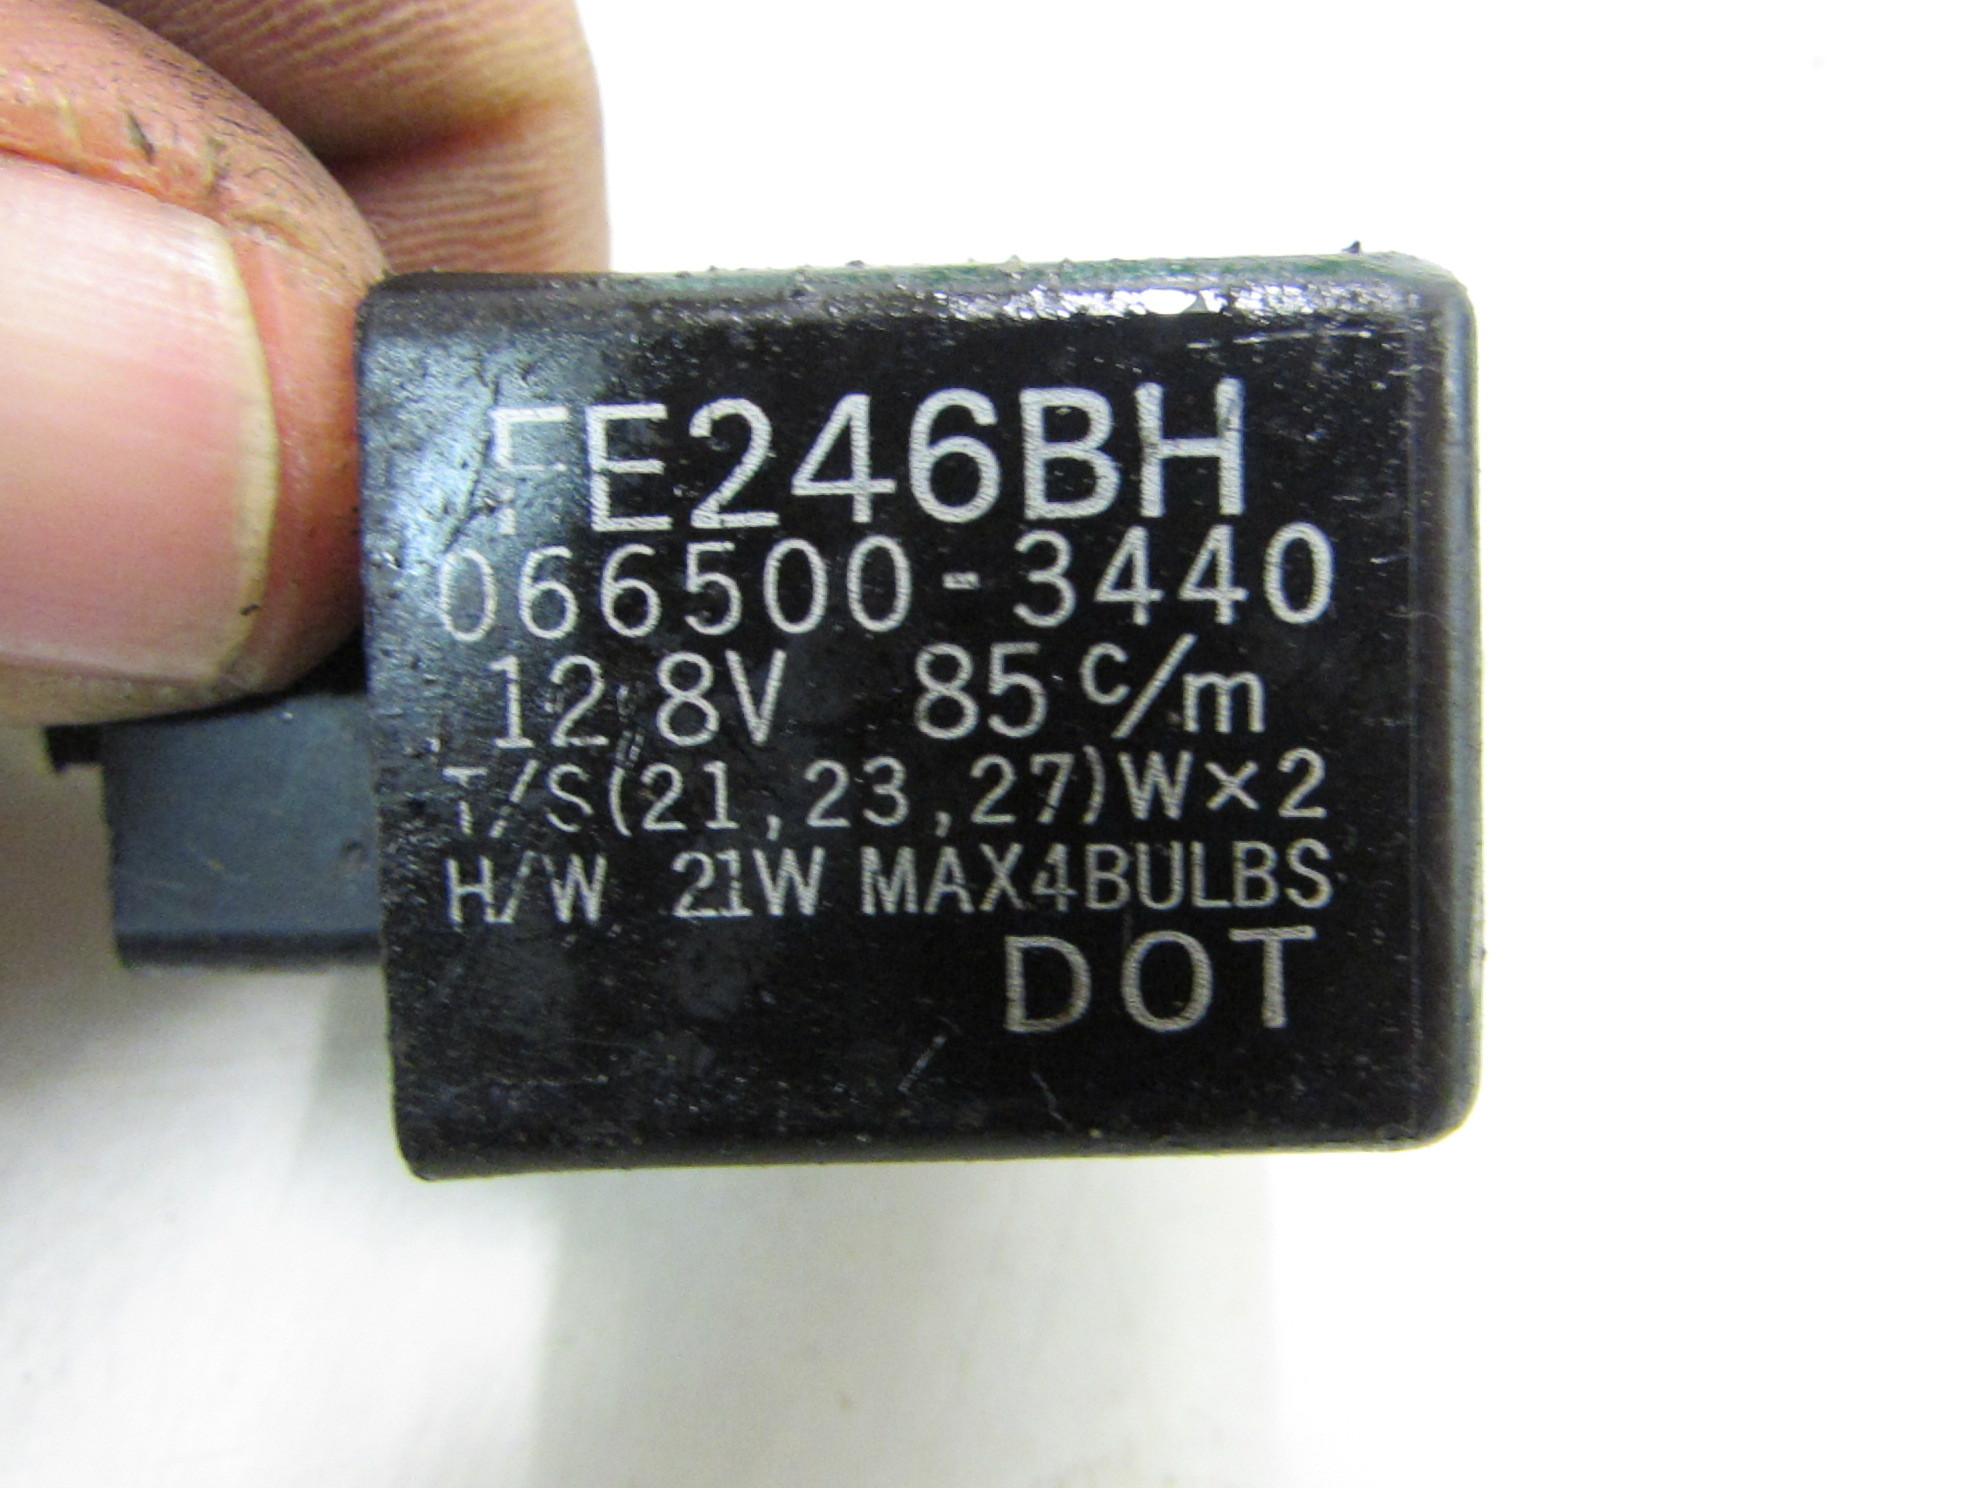 FE246BH
066500-3440
12.8V 85 c/m
T/S(21,23,27)W×2
H/W 21W MAX4BULBS
DOT